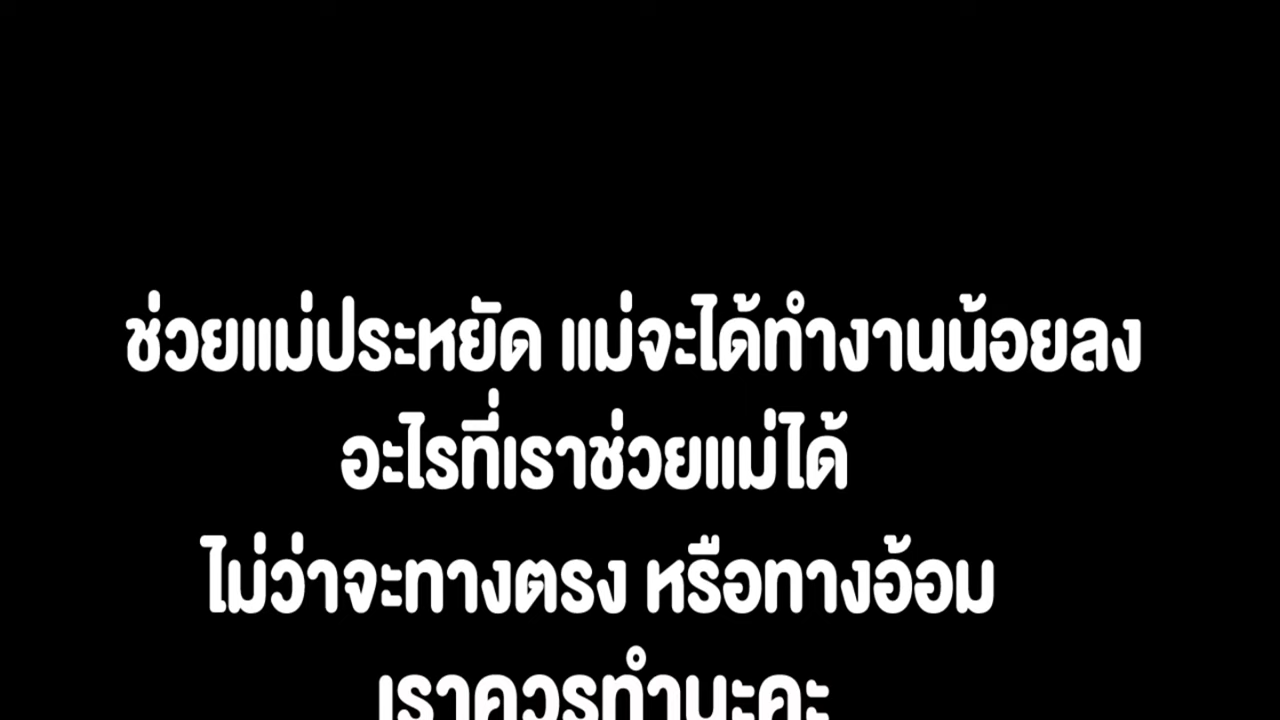 ช่วยแม่ประหยัด แม่จะได้ทำงานน้อยลง
อะไรที่เราช่วยแม่ได้
ไม่ว่าจะทางตรง หรือทางอ้อม
เราควรทำนะคะ